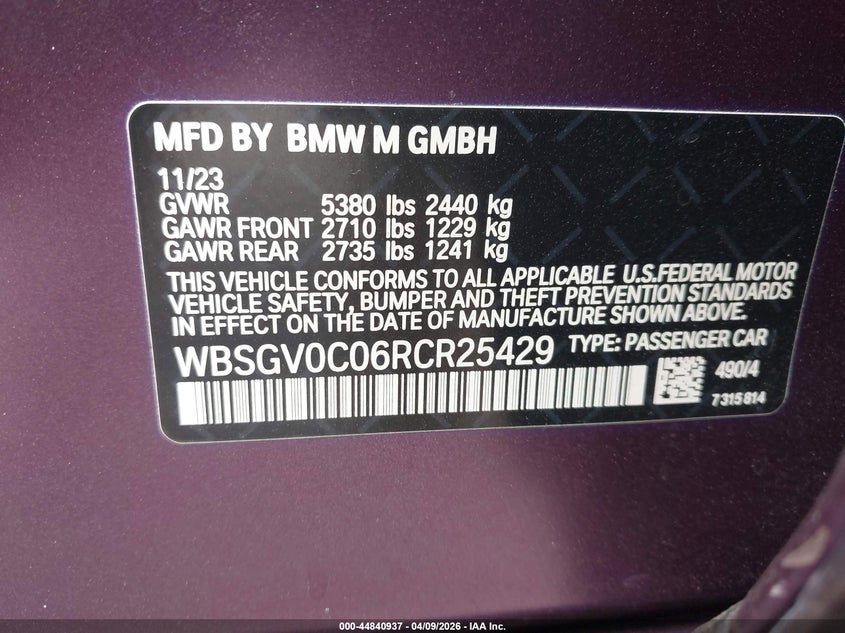 MFD BY BMW M GMBH
11/23
GVWR 5380 lbs 2440 kg
GAWR FRONT 2710 lbs 1229 kg
GAWR REAR 2735 lbs 1241 kg
THIS VEHICLE CONFORMS TO ALL APPLICABLE U.S.FEDERAL MOTOR
VEHICLE SAFETY, BUMPER AND THEFT PREVENTION STANDARDS
IN EFFECT ON THE DATE OF MANUFACTURE SHOWN ABOVE.
WBSGV0C06RCR25429 TYPE: PASSENGER CAR
490/4
7315814
000-44840937 - 04/09/2026 - IAA Inc.